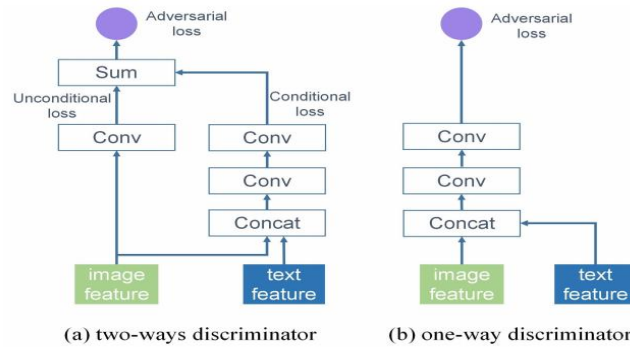 Adversarial
loss
Sum
Unconditional
loss
Conditional
loss
Conv
Conv
Conv
Concat
image
feature
text
feature
(a) two-ways discriminator
Adversarial
loss
Conv
Conv
Concat
image
feature
text
feature
(b) one-way discriminator